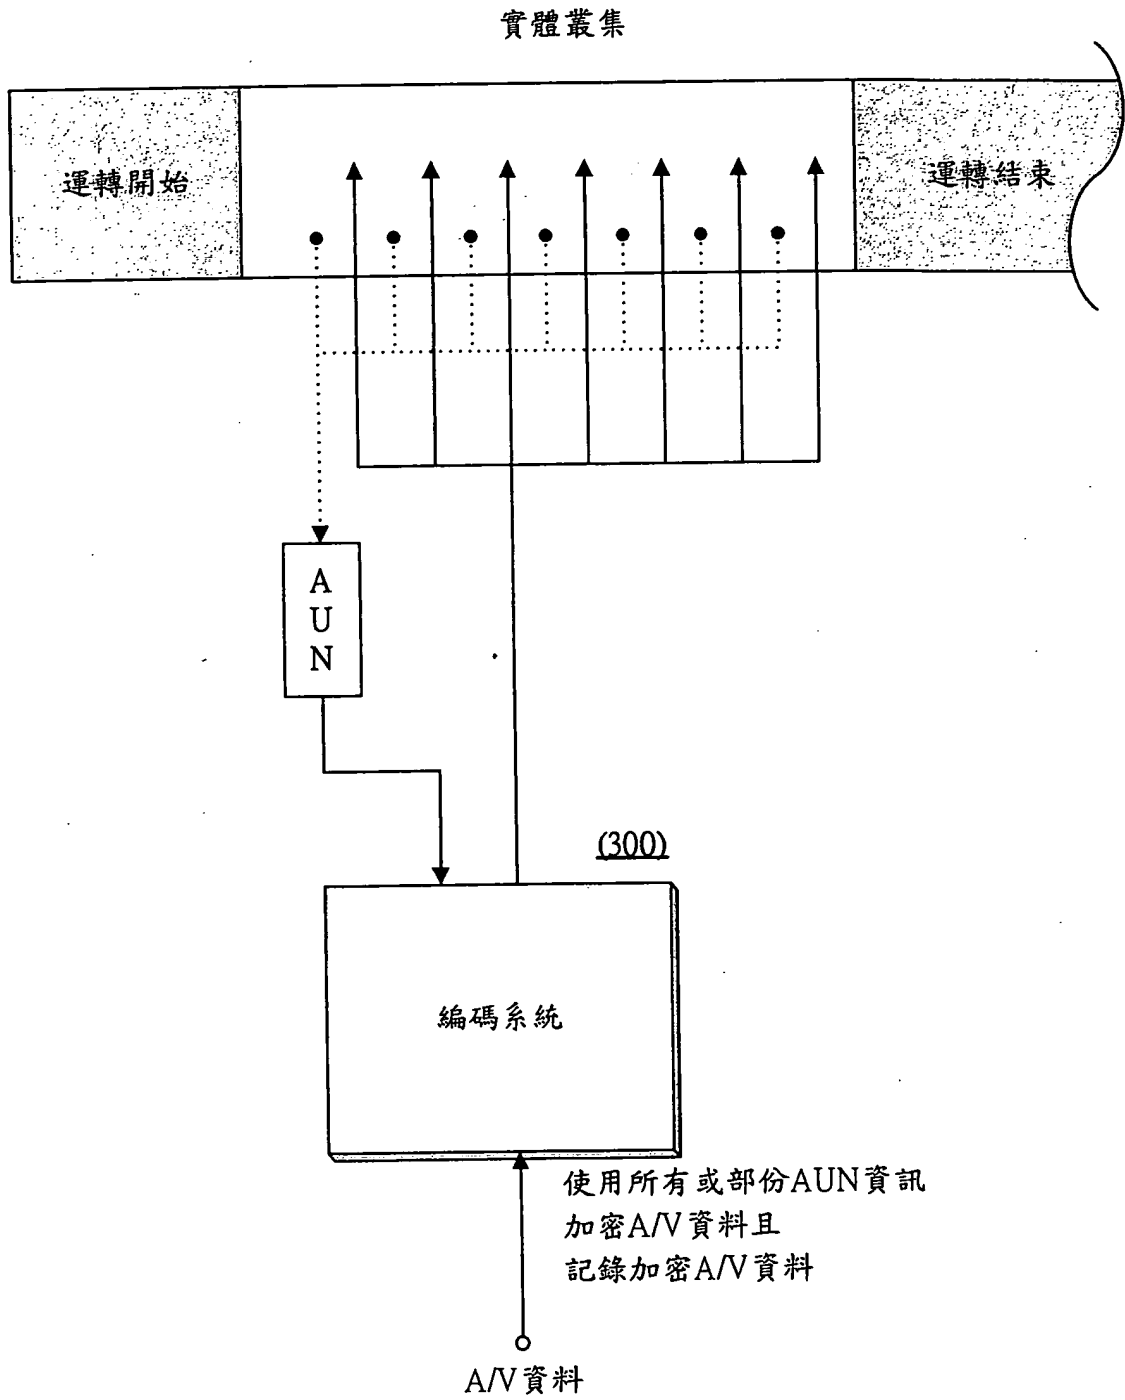 實體叢集
運轉開始
運轉結束
A
U
N
(300)
編碼系統
使用所有或部份AUN資訊
加密A/V資料且
記錄加密A/V資料
A/V資料